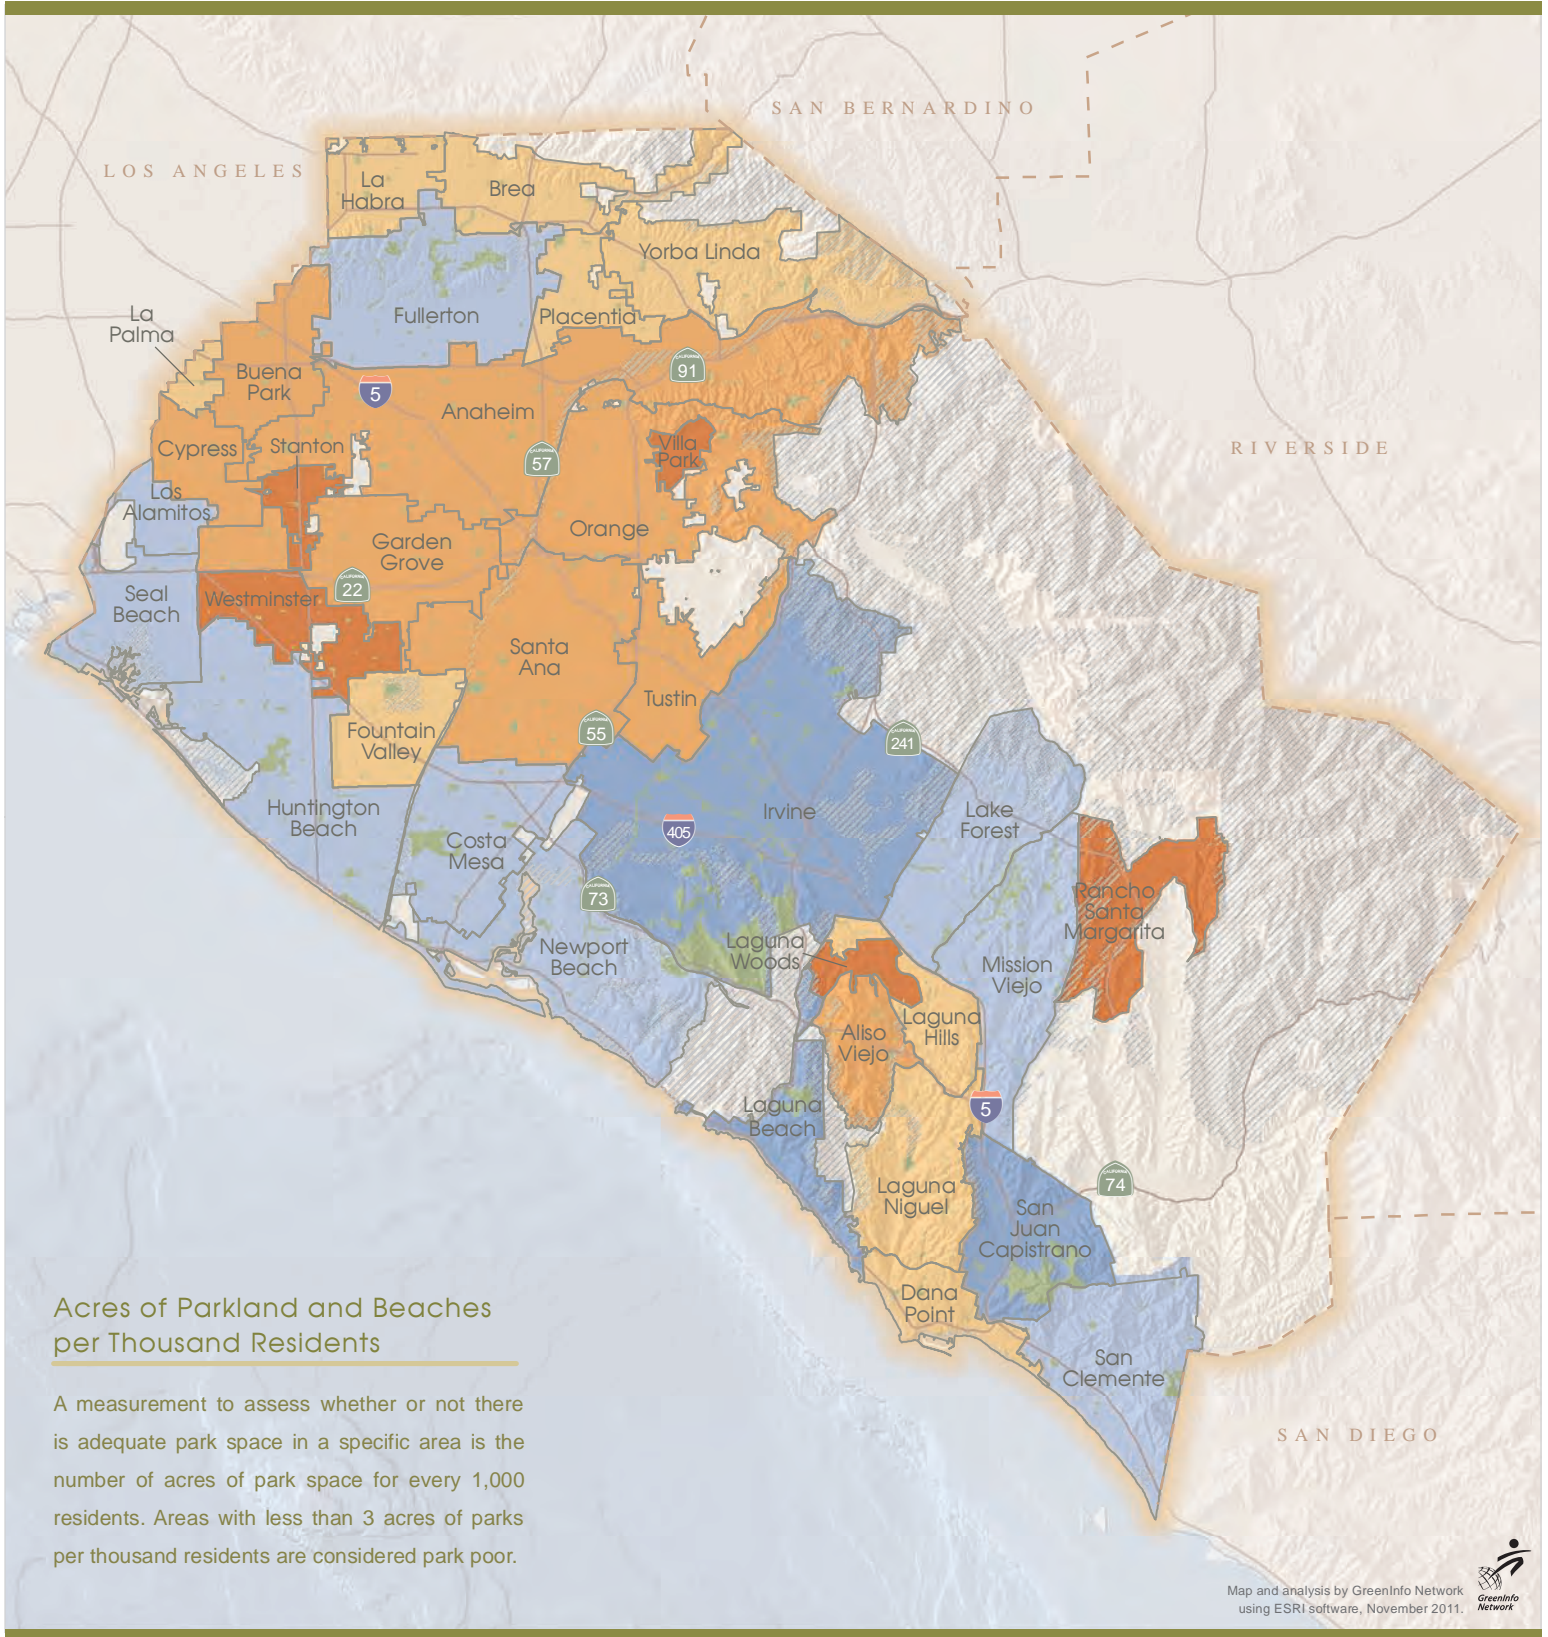 SAN BERNARDINO
LOS ANGELES
La
Habra
Brea
Yorba Linda
Fullerton
Placentia
La
Palma
Buena
Park
5
91
Anaheim
RIVERSIDE
Cypress
Stanton
Villa
Park
57
Los
Alamitos
Orange
Garden
Grove
22
Seal
Beach
Westminster
Santa
Ana
Tustin
Fountain
Valley
55
241
Huntington
Beach
Costa
Mesa
405
Irvine
Lake
Forest
73
Rancho
Santa
Margarita
Newport
Beach
Laguna
Woods
Mission
Viejo
Aliso
Viejo
Laguna
Hills
Laguna
Beach
5
Laguna
Niguel
74
San
Juan
Capistrano
Dana
Point
San
Clemente
SAN DIEGO
Acres of Parkland and Beaches
per Thousand Residents
A measurement to assess whether or not there
is adequate park space in a specific area is the
number of acres of park space for every 1,000
residents. Areas with less than 3 acres of parks
per thousand residents are considered park poor.
Map and analysis by GreenInfo Network
using ESRI software, November 2011.
GreenInfo
Network